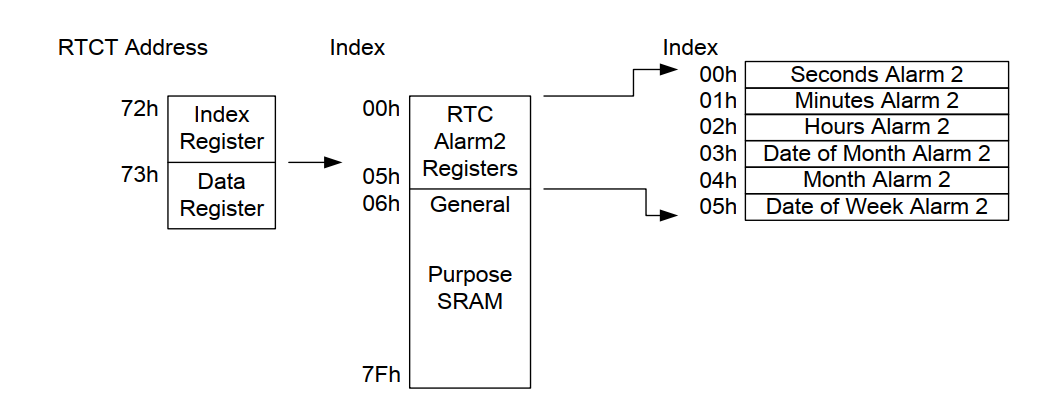 RTCT Address
Index
Index
72h
Index
Register
73h
Data
Register
00h
RTC
Alarm2
Registers
05h
06h
General
Purpose
SRAM
7Fh
00h Seconds Alarm 2
01h Minutes Alarm 2
02h Hours Alarm 2
03h Date of Month Alarm 2
04h Month Alarm 2
05h Date of Week Alarm 2